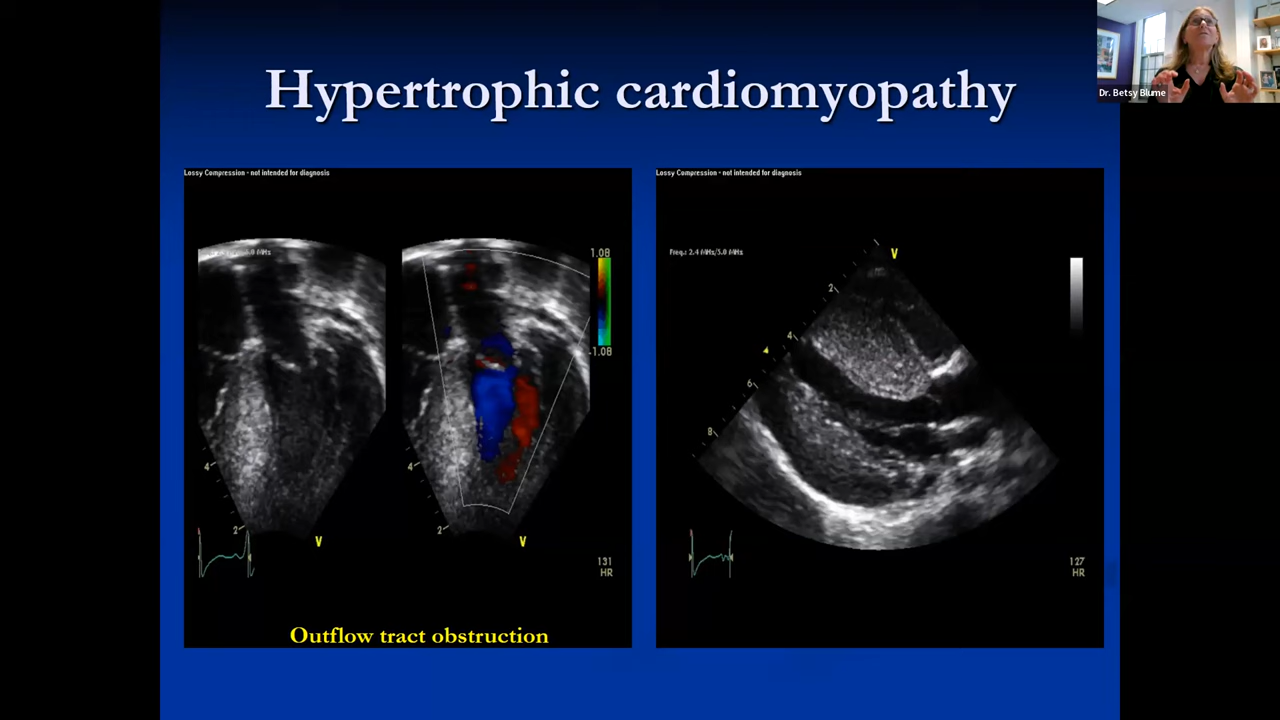 Hypertrophic cardiomyopathy
Dr. Betsy Blume
Lossy Compression - not intended for diagnosis
1.08
-1.08
4
2
V
4
2
V
131
HR
Outflow tract obstruction
Lossy Compression - not intended for diagnosis
Freq.: 2.4 MHz/5.0 MHz
V
2
4
6
8
127
HR